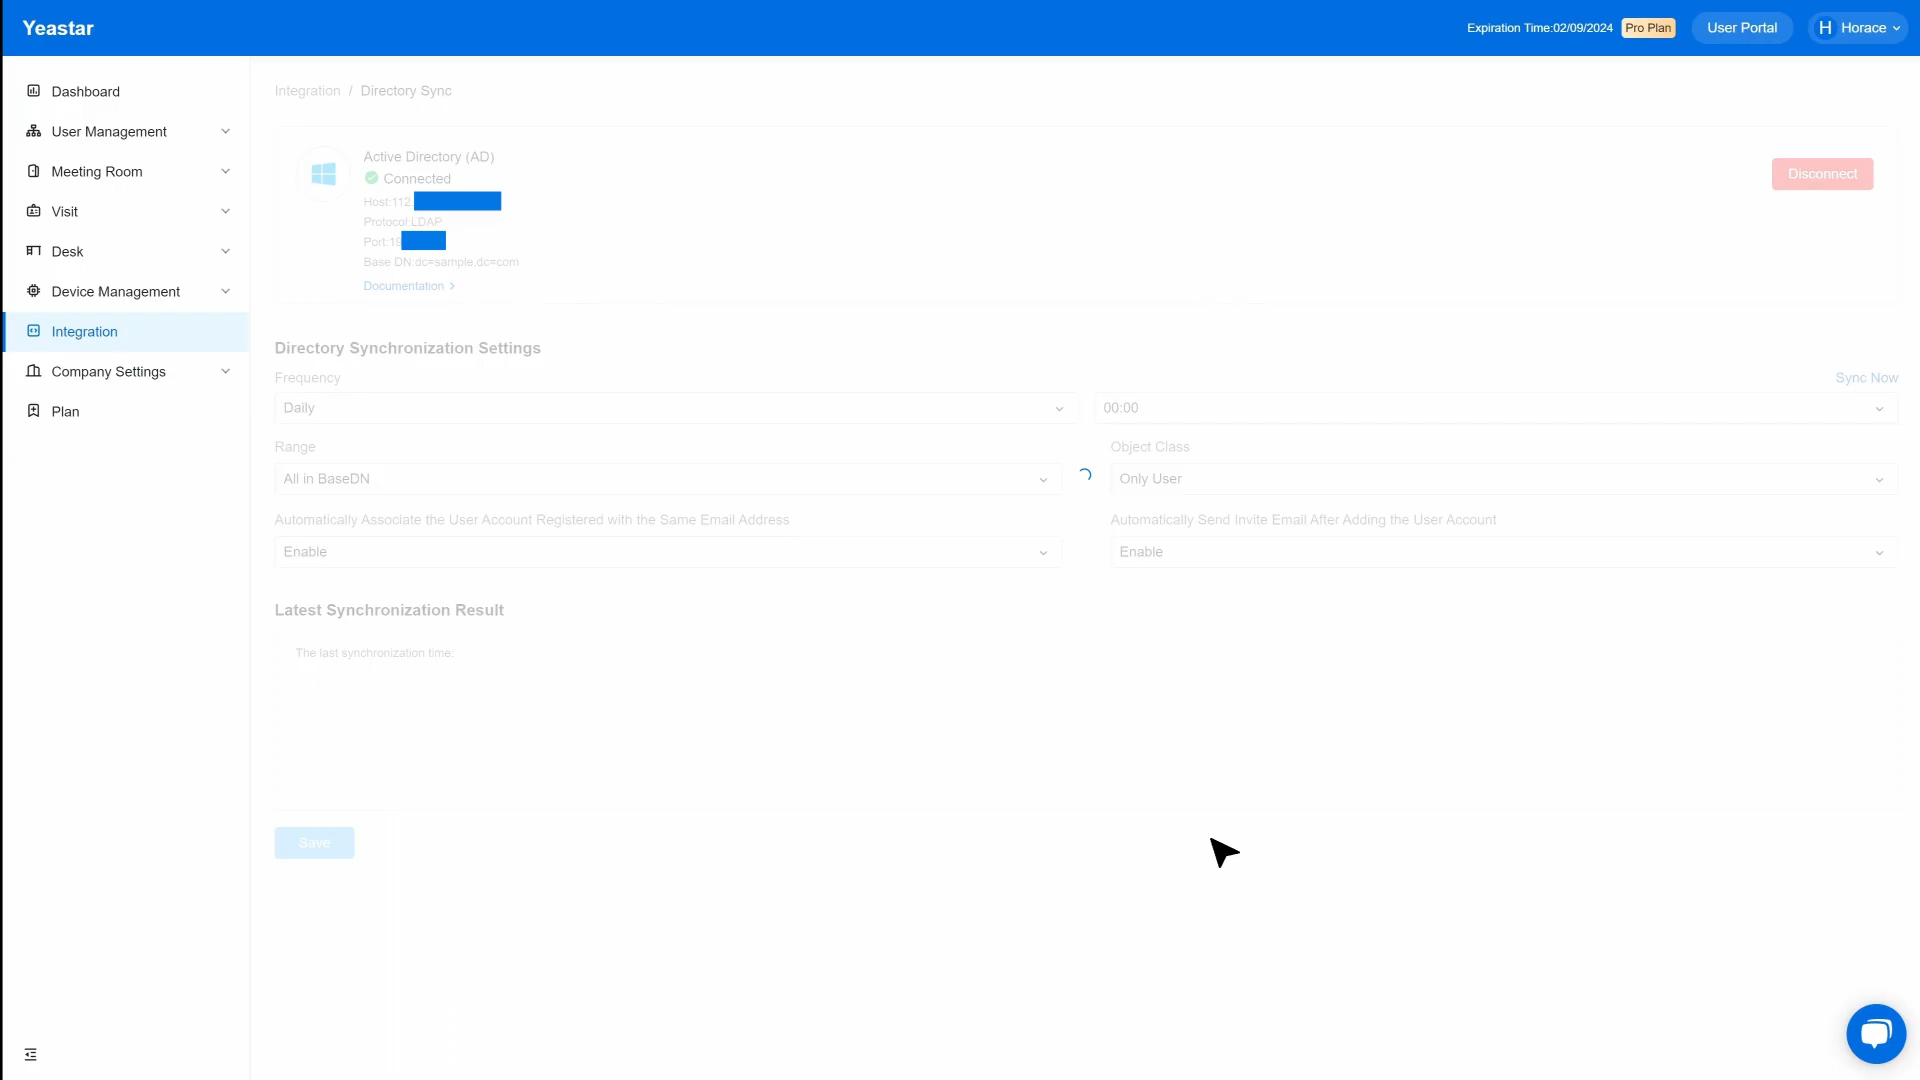 Yeastar
Expiration Time:02/09/2024 Pro Plan User Portal H Horace
Dashboard
User Management
Meeting Room
Visit
Desk
Device Management
Integration
Company Settings
Plan
Integration / Directory Sync
Active Directory (AD)
Connected
Host:112.
Protocol:LDAP
Port:19
Base DN:dc=sample,dc=com
Documentation >
Disconnect
Directory Synchronization Settings
Frequency Sync Now
Daily 00:00
Range Object Class
All in BaseDN Only User
Automatically Associate the User Account Registered with the Same Email Address Automatically Send Invite Email After Adding the User Account
Enable Enable
Latest Synchronization Result
The last synchronization time:
Save